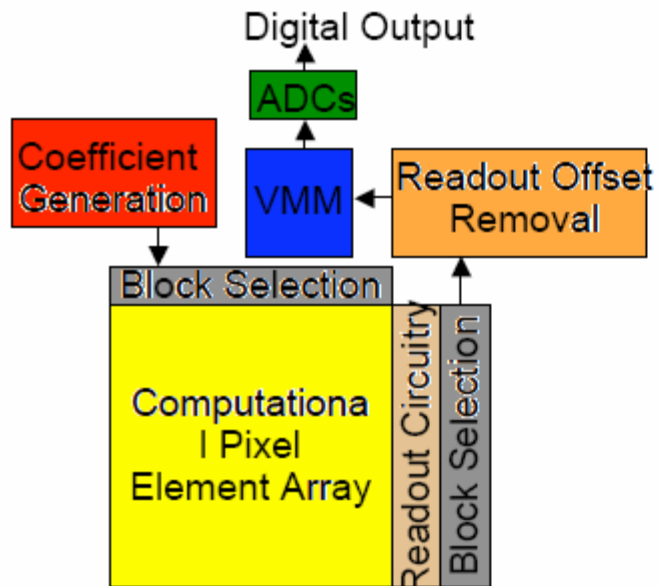 Digital Output
ADCs
Coefficient
Generation
VMM
Readout Offset
Removal
Block Selection
Computationa
l Pixel
Element Array
Readout Circuitry
Block Selection